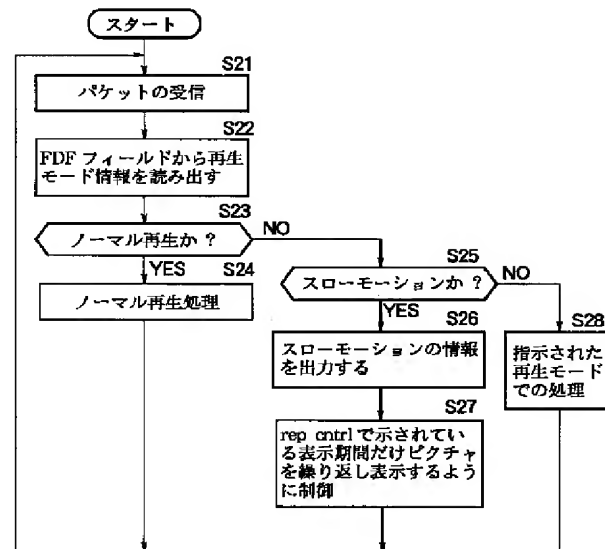 スタート
S21
パケットの受信
S22
FDF フィールドから再生
モード情報を読み出す
S23
ノーマル再生か ?
NO
YES
S24
ノーマル再生処理
S25
スローモーションか ?
NO
YES
S26
スローモーションの情報
を出力する
S27
rep cntrl で示されてい
る表示期間だけピクチャ
を繰り返し表示するよう
に制御
S28
指示された
再生モード
での処理